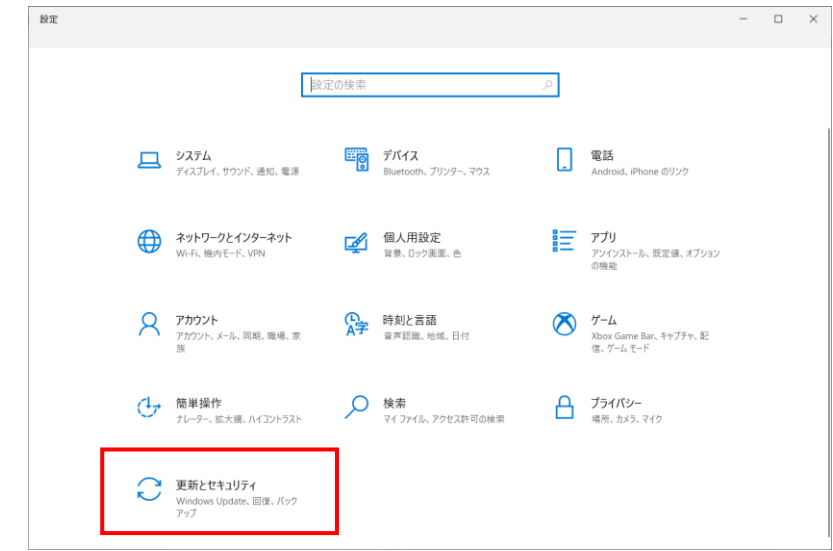 設定
設定の検索
システム
ディスプレイ、サウンド、通知、電源
デバイス
Bluetooth、プリンター、マウス
電話
Android、iPhone のリンク
ネットワークとインターネット
Wi-Fi、機内モード、VPN
個人用設定
背景、ロック画面、色
アプリ
アンインストール、既定値、オプション
の機能
アカウント
アカウント、メール、同期、職場、家
族
時刻と言語
音声認識、地域、日付
ゲーム
Xbox Game Bar、キャプチャ、配
信、ゲーム モード
簡単操作
ナレーター、拡大鏡、ハイコントラスト
検索
マイ ファイル、アクセス許可の検索
プライバシー
場所、カメラ、マイク
更新とセキュリティ
Windows Update、回復、バック
アップ